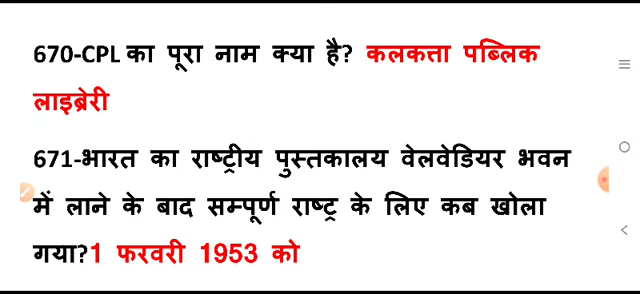 670-CPL का पूरा नाम क्या है? कलकत्ता पब्लिक
लाइब्रेरी
671-भारत का राष्ट्रीय पुस्तकालय वेलवेडियर भवन
में लाने के बाद सम्पूर्ण राष्ट्र के लिए कब खोला
गया?1 फरवरी 1953 को